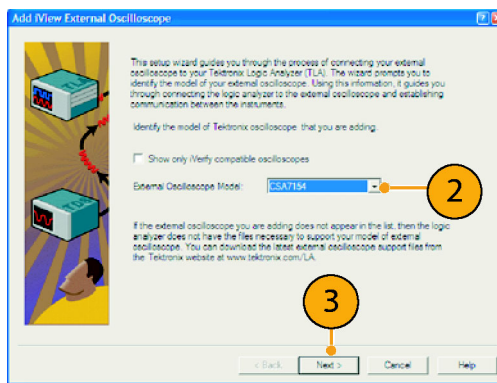 Add iView External Oscilloscope
This setup wizard guides you through the process of connecting your external
oscilloscope to your Tektronix Logic Analyzer (TLA). The wizard prompts you to
identify the model of your external oscilloscope. Using this information, it guides you
through connecting the logic analyzer to the external oscilloscope and establishing
communication between the instruments.
Identify the model of Tektronix oscilloscope that you are adding.
Show only iVerify compatible oscilloscopes
External Oscilloscope Model: CSA7154
2
If the external oscilloscope you are adding does not appear in the list, then the logic
analyzer does not have the files necessary to support your model of external
oscilloscope. You can download the latest external oscilloscope support files from
the Tektronix website at www.tektronix.com/LA.
3
< Back Next > Cancel Help
TLA
TDS